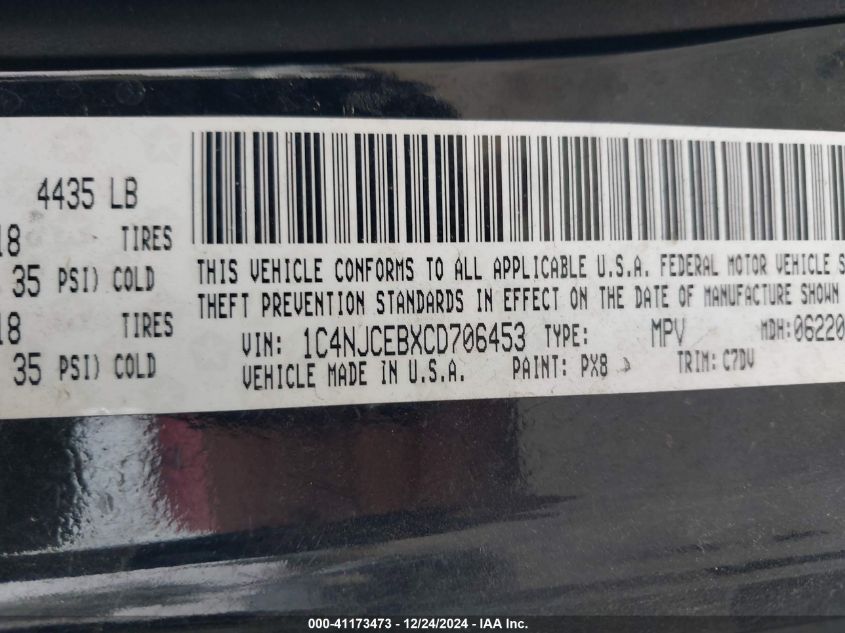 4435 LB
18 TIRES
35 PSI) COLD
18 TIRES
35 PSI) COLD
THIS VEHICLE CONFORMS TO ALL APPLICABLE U.S.A. FEDERAL MOTOR VEHICLE S
THEFT PREVENTION STANDARDS IN EFFECT ON THE DATE OF MANUFACTURE SHOWN
VIN: 1C4NJCEBXCD706453 TYPE: MPV MDH:06220
VEHICLE MADE IN U.S.A. PAINT: PX8 TRIM: C7DV
000-41173473 - 12/24/2024 - IAA Inc.